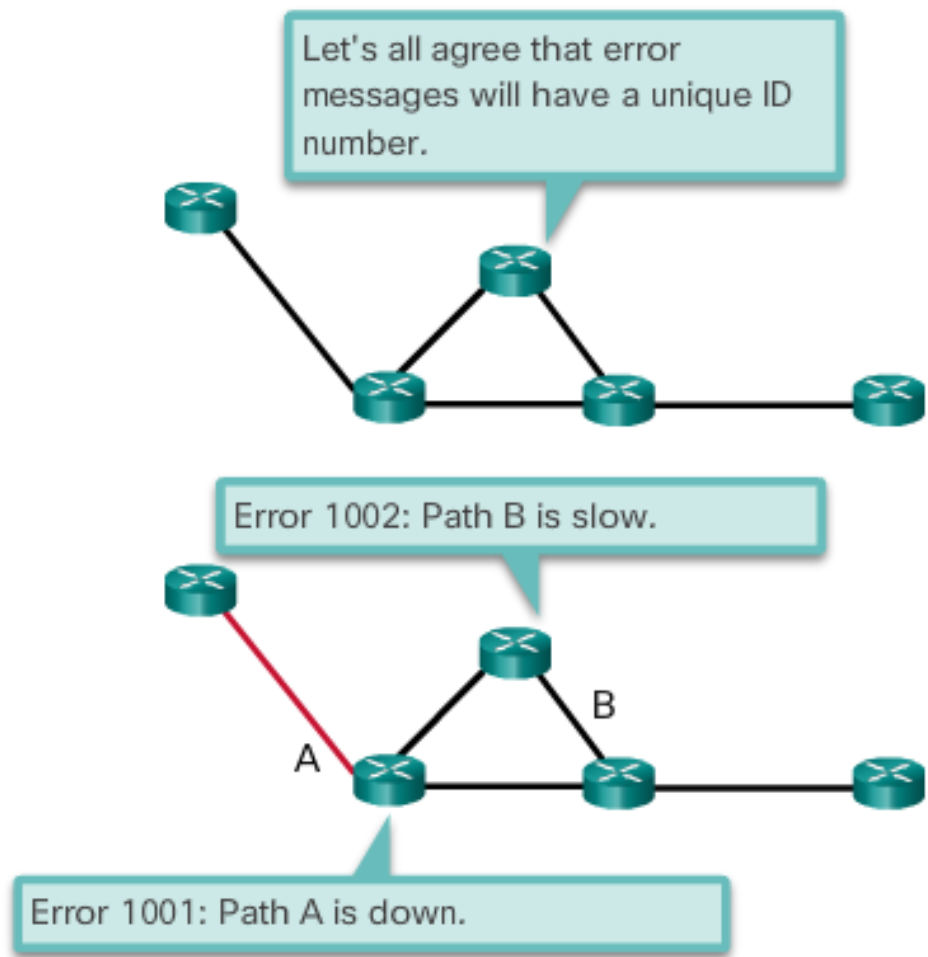 Let's all agree that error
messages will have a unique ID
number.
Error 1002: Path B is slow.
B
A
Error 1001: Path A is down.